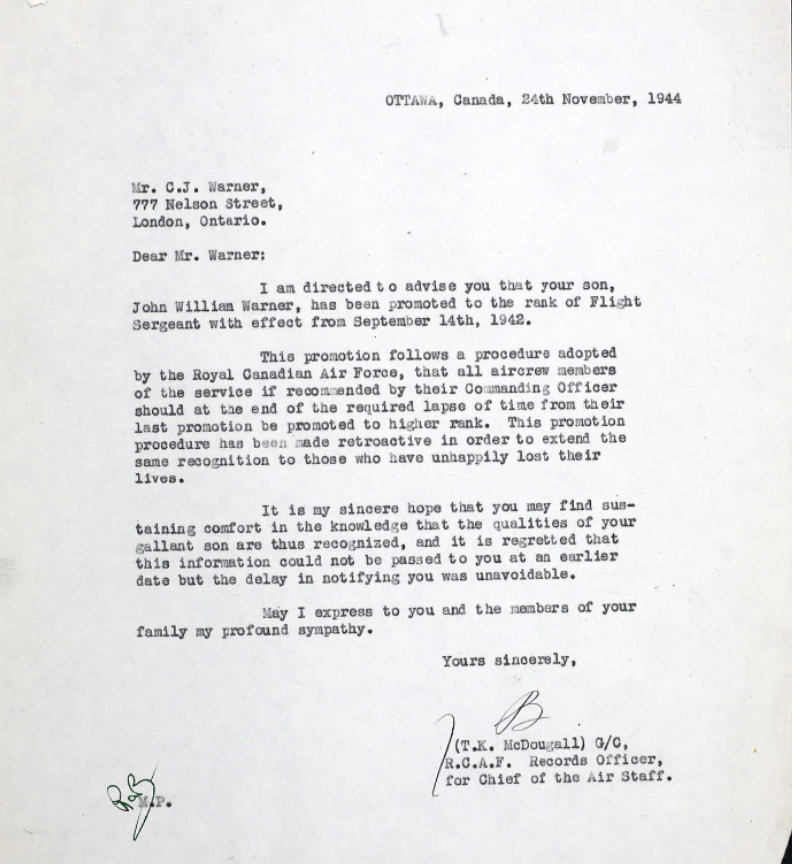 OTTAWA, Canada, 24th November, 1944
Mr. C.J. Warner,
777 Nelson Street,
London, Ontario.
Dear Mr. Warner:
I am directed to advise you that your son,
John William Warner, has been promoted to the rank of Flight
Sergeant with effect from September 14th, 1942.
This promotion follows a procedure adopted
by the Royal Canadian Air Force, that all aircrew members
of the service if recommended by their Commanding Officer
should at the end of the required lapse of time from their
last promotion be promoted to higher rank. This promotion
procedure has been made retroactive in order to extend the
same recognition to those who have unhappily lost their
lives.
It is my sincere hope that you may find sus-
taining comfort in the knowledge that the qualities of your
gallant son are thus recognized, and it is regretted that
this information could not be passed to you at an earlier
date but the delay in notifying you was unavoidable.
May I express to you and the members of your
family my profound sympathy.
Yours sincerely,
B
(T.K. McDougall) G/C,
R.C.A.F. Records Officer,
for Chief of the Air Staff.
M.P.